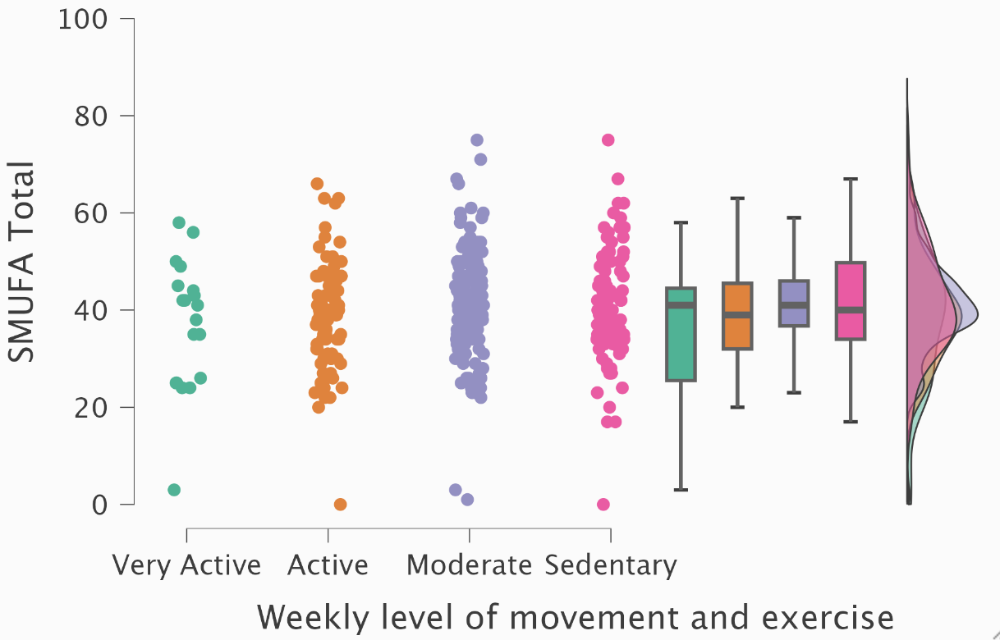 SMUFA Total
100
80
60
40
20
0
Very Active Active Moderate Sedentary
Weekly level of movement and exercise